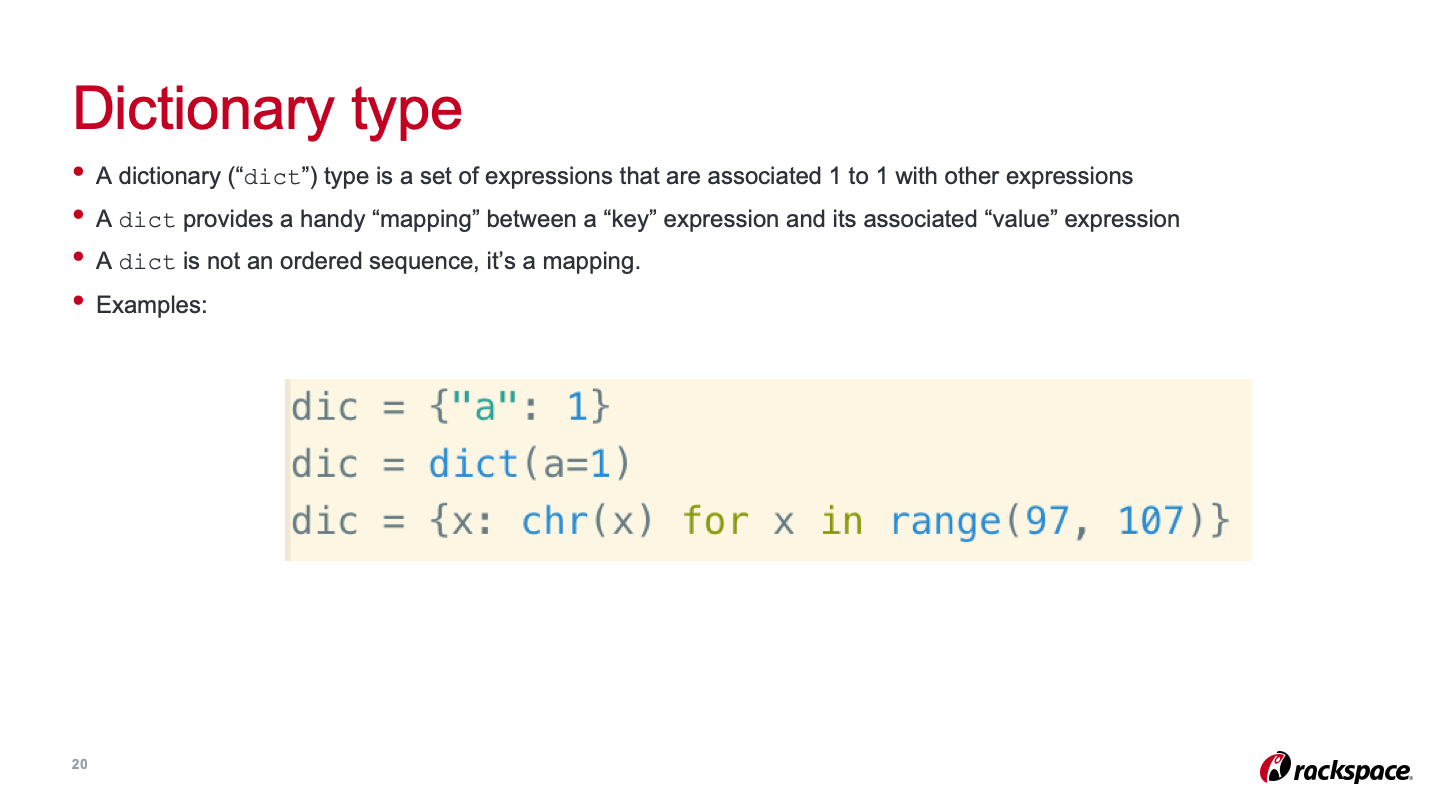 Dictionary type
• A dictionary (“dict”) type is a set of expressions that are associated 1 to 1 with other expressions
• A dict provides a handy “mapping” between a “key” expression and its associated “value” expression
• A dict is not an ordered sequence, it’s a mapping.
• Examples:
dic = {"a": 1}
dic = dict(a=1)
dic = {x: chr(x) for x in range(97, 107)}
20
rackspace.